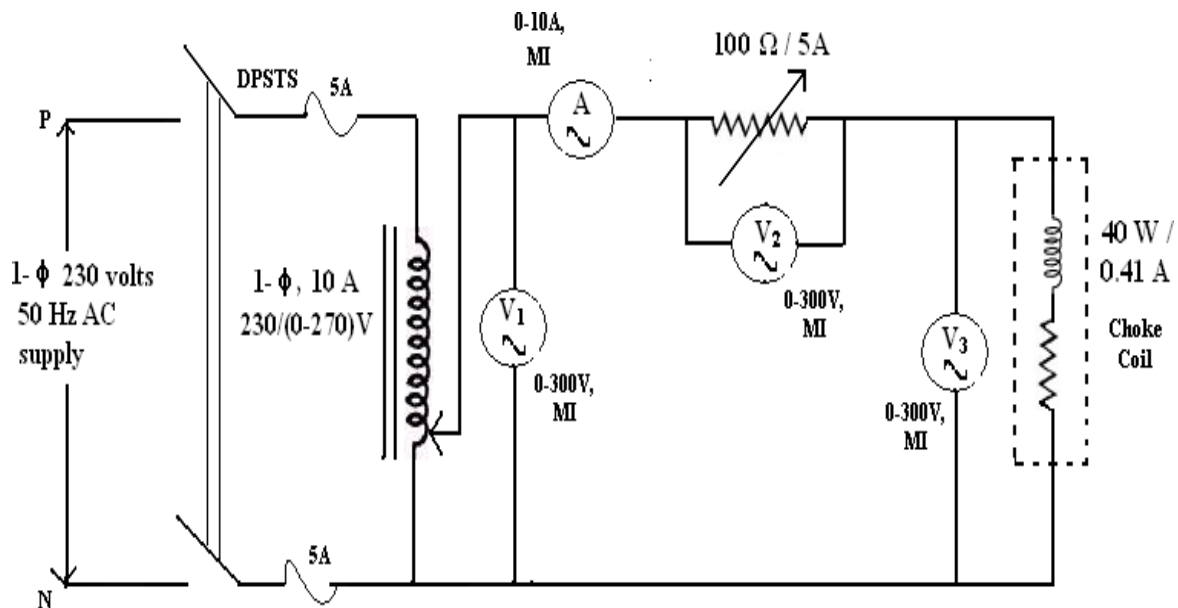 0-10A,
MI
100 Ω / 5A
DPSTS
5A
P
A
V₂
1-ϕ 230 volts
50 Hz AC
supply
1-ϕ, 10 A
230/(0-270)V
V₁
0-300V,
MI
0-300V,
MI
V₃
0-300V,
MI
40 W /
0.41 A
Choke
Coil
5A
N